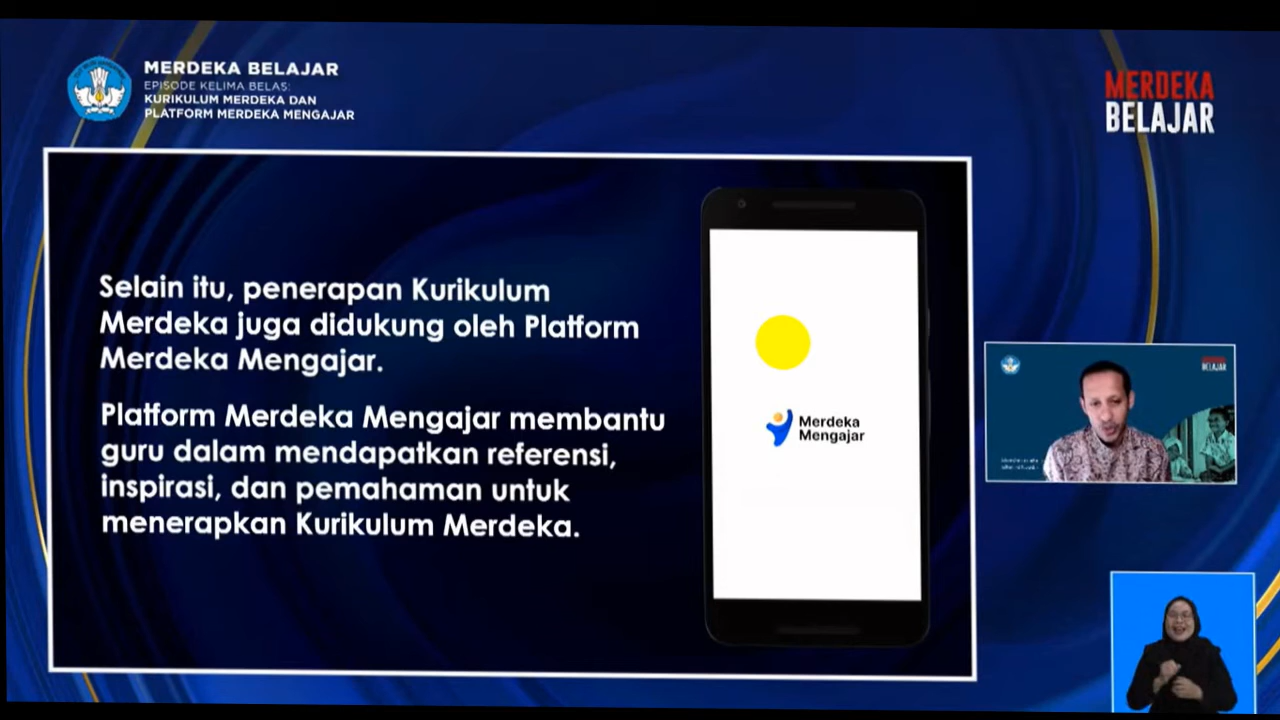 MERDEKA BELAJAR
EPISODE KELIMA BELAS:
KURIKULUM MERDEKA DAN
PLATFORM MERDEKA MENGAJAR
MERDEKA
BELAJAR
Selain itu, penerapan Kurikulum
Merdeka juga didukung oleh Platform
Merdeka Mengajar.
Platform Merdeka Mengajar membantu
guru dalam mendapatkan referensi,
inspirasi, dan pemahaman untuk
menerapkan Kurikulum Merdeka.
Merdeka
Mengajar
MERDEKA
BELAJAR